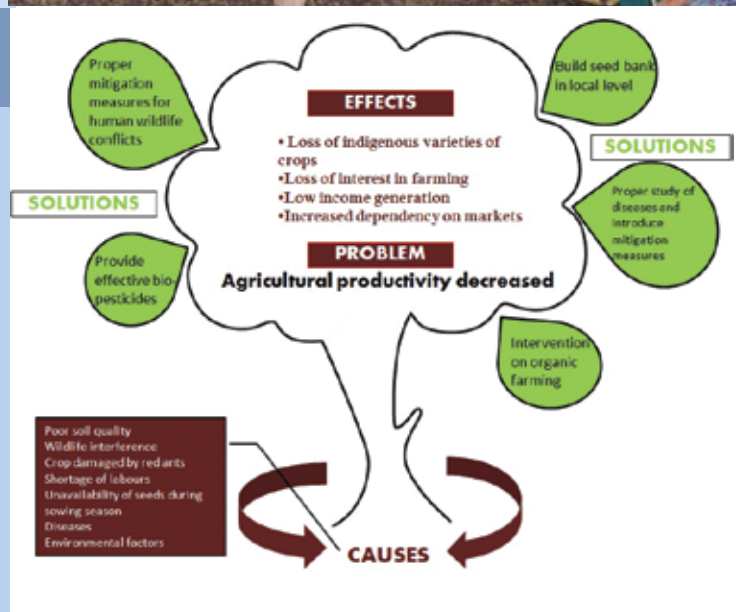 Proper
mitigation
measures for
human wildlife
conflicts
Build seed bank
in local level
EFFECTS
• Loss of indigenous varieties of
crops
•Loss of interest in farming
•Low income generation
•Increased dependency on markets
SOLUTIONS
SOLUTIONS
Proper study of
diseases and
introduce
mitigation
measures
PROBLEM
Agricultural productivity decreased
Provide
effective bio-
pesticides
Intervention
on organic
farming
Poor soil quality
Wildlife interference
Crop damaged by red ants
Shortage of labours
Unavailability of seeds during
sowing season
Diseases
Environmental factors
CAUSES